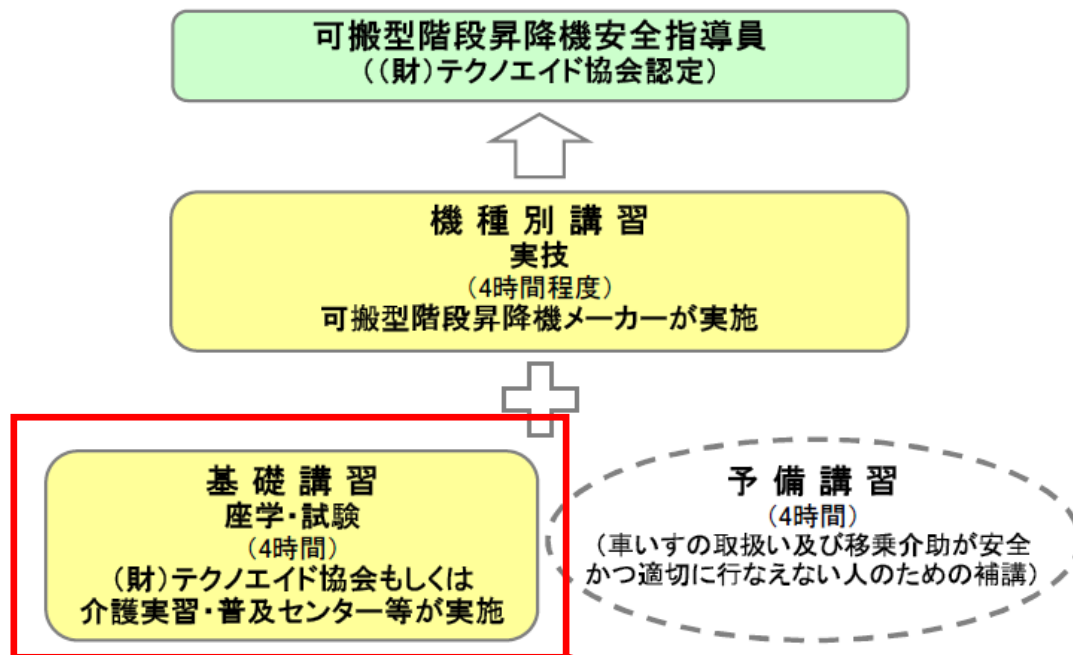 可搬型階段昇降機安全指導員
((財)テクノエイド協会認定)
機種別講習
実技
(4時間程度)
可搬型階段昇降機メーカーが実施
基礎講習
座学・試験
(4時間)
(財)テクノエイド協会もしくは
介護実習・普及センター等が実施
予備講習
(4時間)
(車いすの取扱い及び移乗介助が安全
かつ適切に行なえない人のための補講)